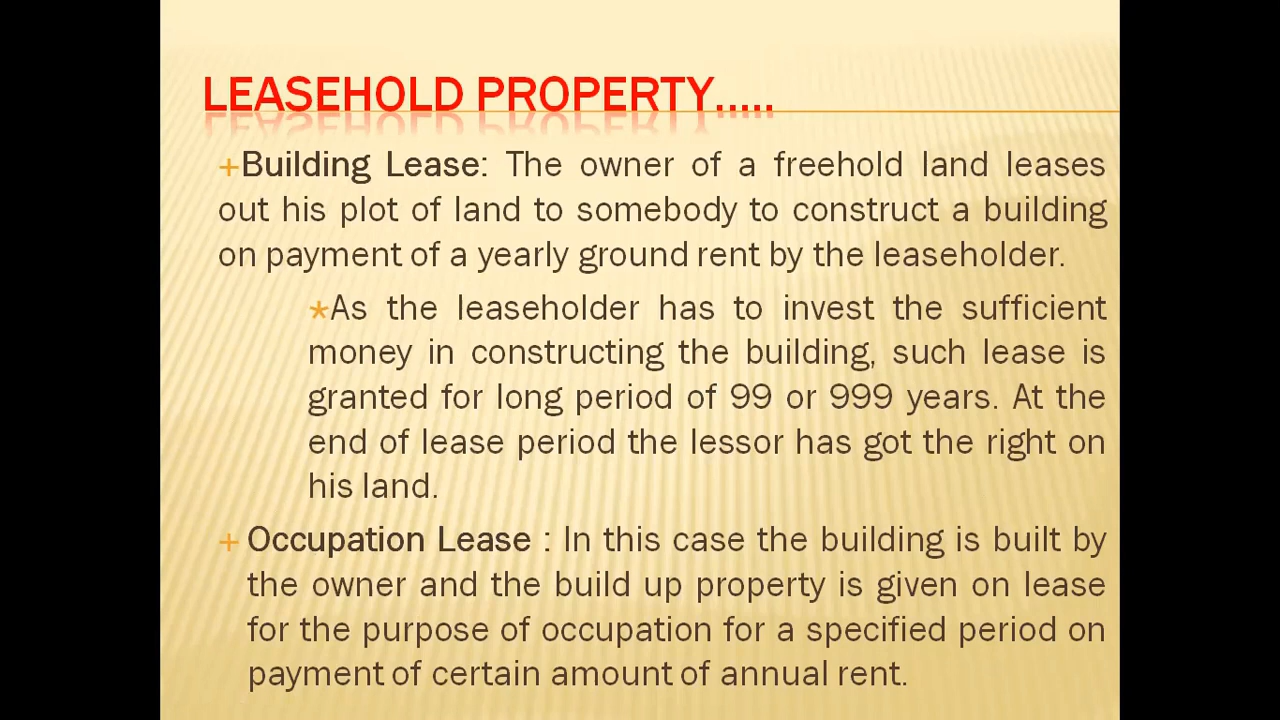 LEASEHOLD PROPERTY.....
+Building Lease: The owner of a freehold land leases
out his plot of land to somebody to construct a building
on payment of a yearly ground rent by the leaseholder.
*As the leaseholder has to invest the sufficient
money in constructing the building, such lease is
granted for long period of 99 or 999 years. At the
end of lease period the lessor has got the right on
his land.
+ Occupation Lease : In this case the building is built by
the owner and the build up property is given on lease
for the purpose of occupation for a specified period on
payment of certain amount of annual rent.